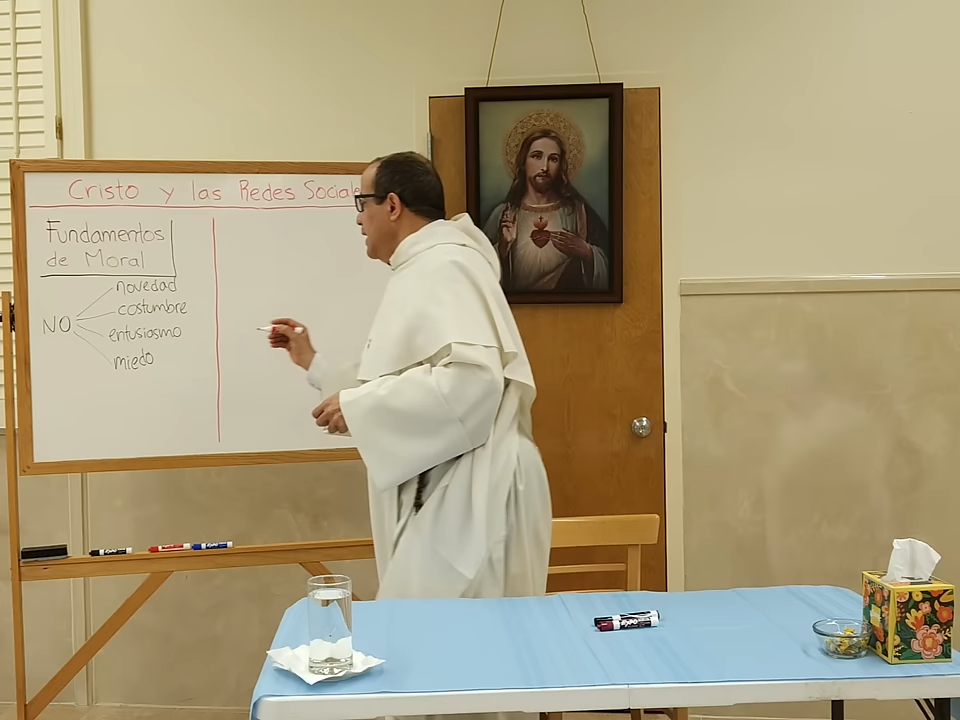 Cristo y las Redes Sociale
Fundamentos
de Moral
novedad
costumbre
NO
entusiasmo
miedo